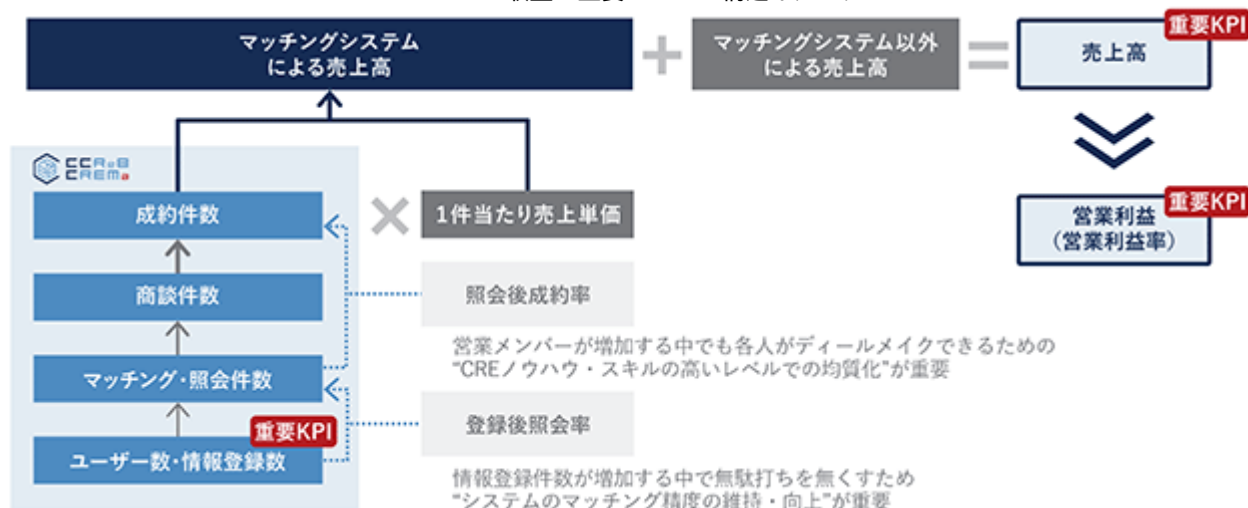 重要KPI
マッチングシステム
による売上高
+
マッチングシステム以外
による売上高
=
売上高
CCReB
CREMa
成約件数
×
1件当たり売上単価
重要KPI
営業利益
（営業利益率）
商談件数
照会後成約率
営業メンバーが増加する中でも各人がディールメイクできるための
“CREノウハウ・スキルの高いレベルでの均質化”が重要
マッチング・照会件数
登録後照会率
重要KPI
ユーザー数・情報登録数
情報登録件数が増加する中で無駄打ちを無くすため
“システムのマッチング精度の維持・向上”が重要